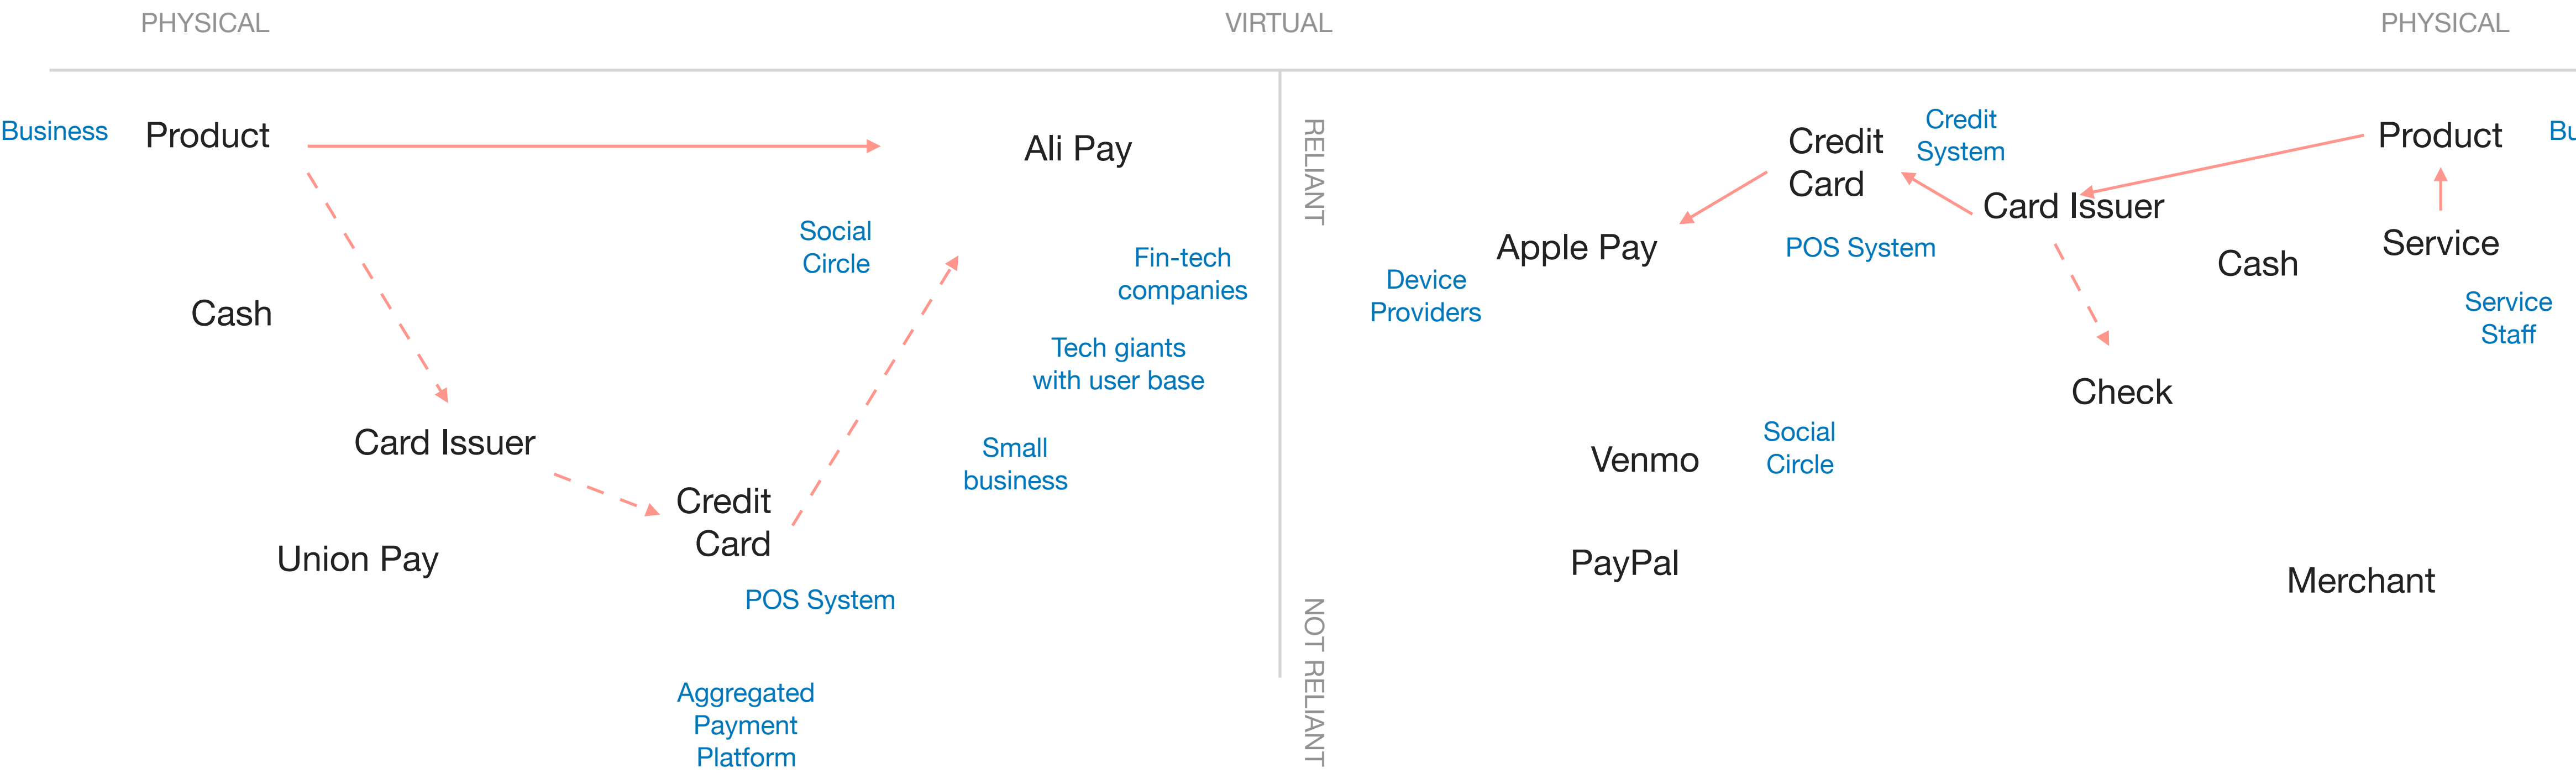 PHYSICAL
VIRTUAL
PHYSICAL
Business
Product
Ali Pay
Social
Circle
Fin-tech
companies
Cash
Tech giants
with user base
Card Issuer
Small
business
Credit
Card
Union Pay
POS System
Aggregated
Payment
Platform
RELIANT
NOT RELIANT
Credit
Card
Credit
System
Product
Card Issuer
Apple Pay
POS System
Service
Cash
Device
Providers
Service
Staff
Check
Venmo
Social
Circle
PayPal
Merchant